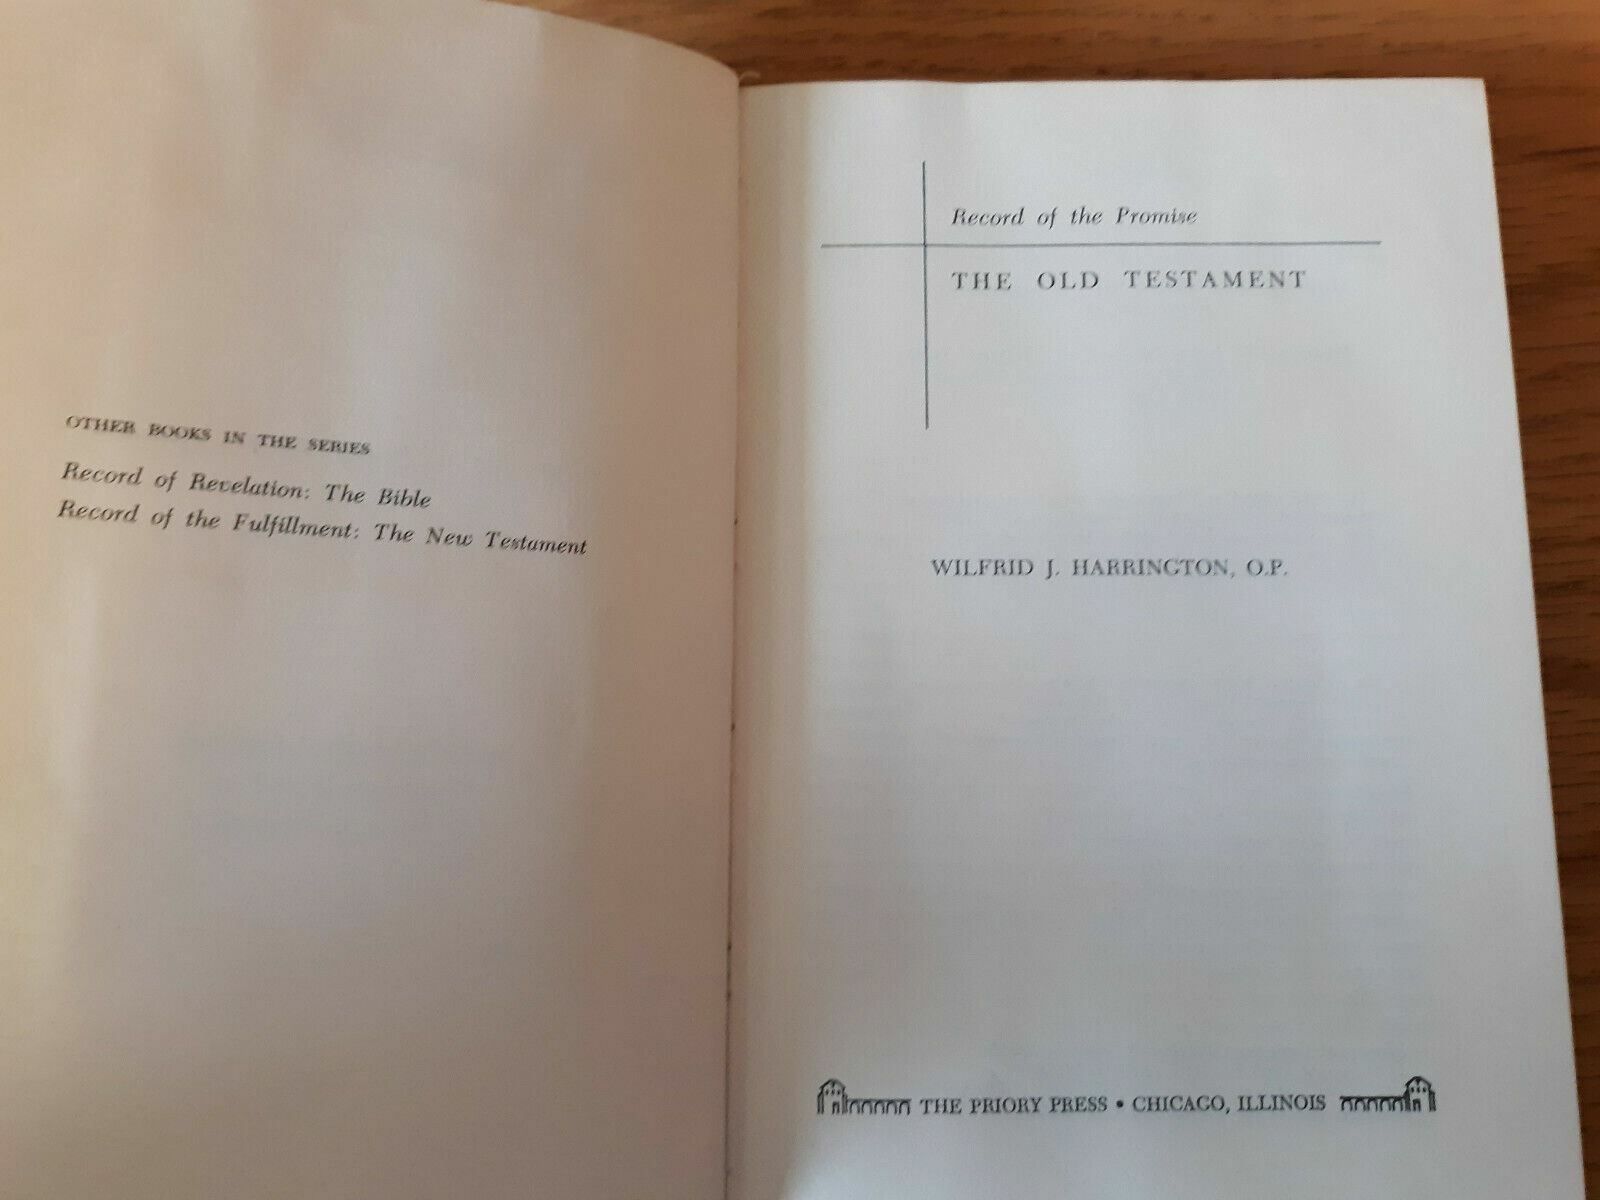 OTHER BOOKS IN THE SERIES
Record of Revelation: The Bible
Record of the Fulfillment: The New Testament
Record of the Promise
THE OLD TESTAMENT
WILFRID J. HARRINGTON, O.P.
THE PRIORY PRESS • CHICAGO, ILLINOIS